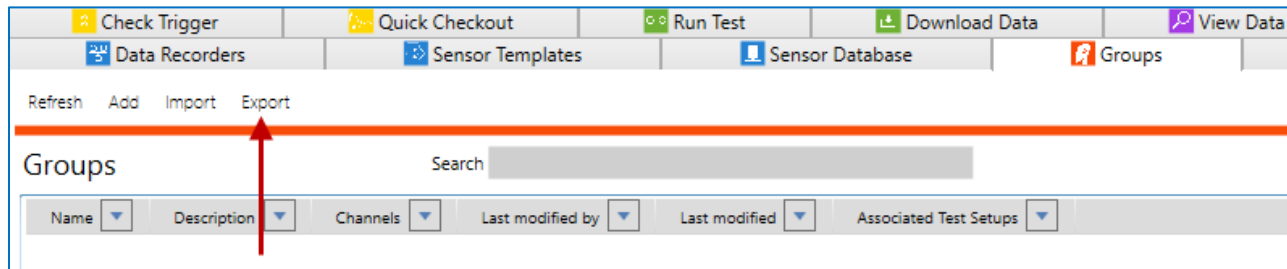 Check Trigger Quick Checkout Run Test Download Data View Data
Data Recorders Sensor Templates Sensor Database Groups
Refresh Add Import Export
Groups Search
Name Description Channels Last modified by Last modified Associated Test Setups